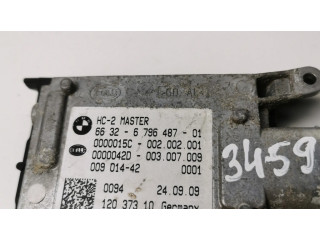 HC-2 MASTER
66 32 - 6 796 487 - 01
0000015C - 002.002.001
0000042D - 003.007.009
009 014-42 0001
0094 24.09.09
120 373 10 Germany
3459